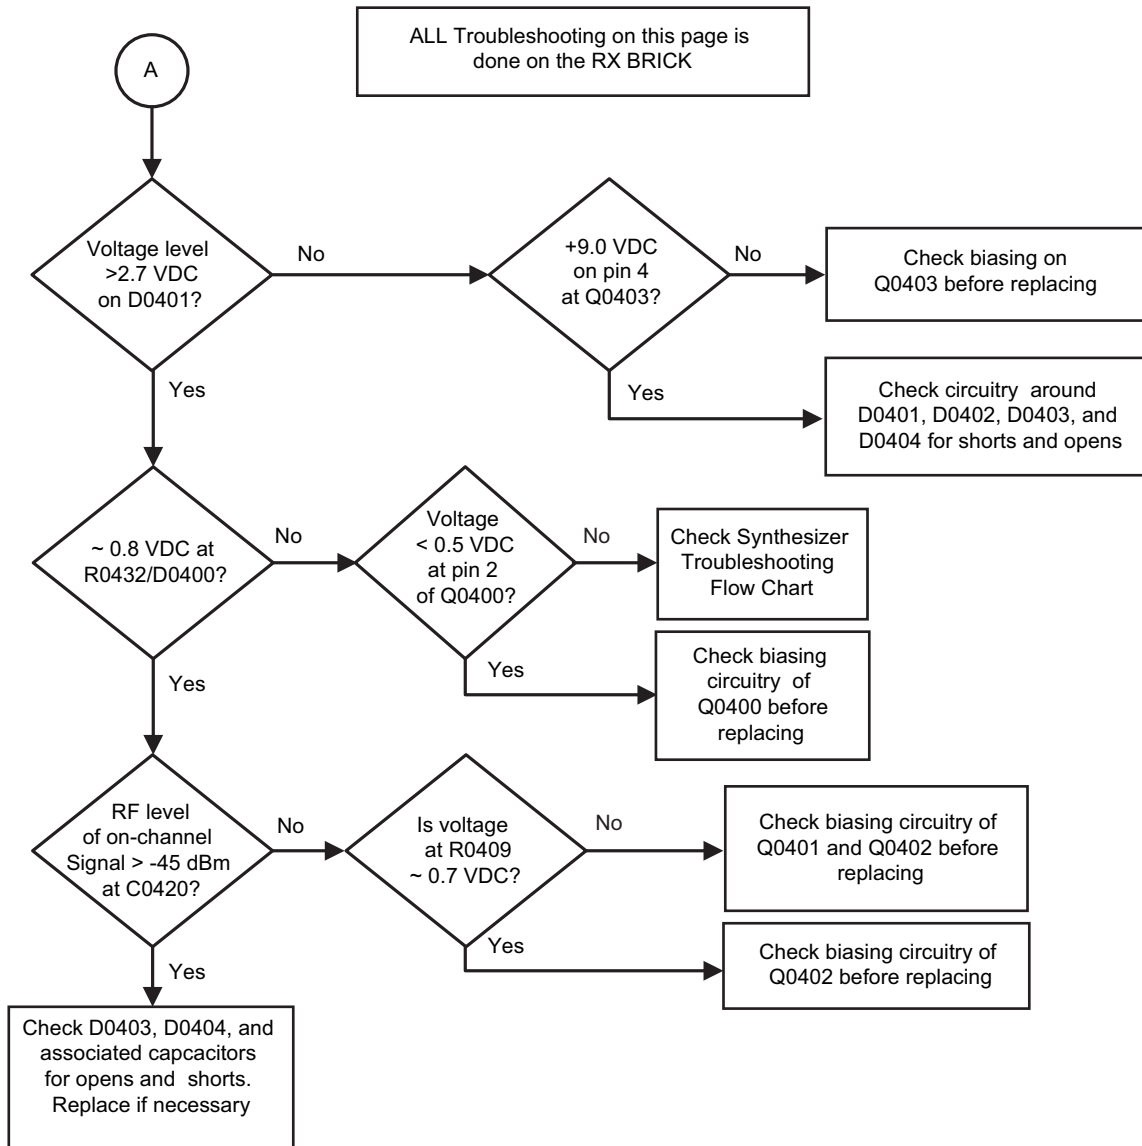 ALL Troubleshooting on this page is
done on the RX BRICK
A
Voltage level
>2.7 VDC
on D0401?
No
+9.0 VDC
on pin 4
at Q0403?
No
Check biasing on
Q0403 before replacing
Yes
Yes
Check circuitry around
D0401, D0402, D0403, and
D0404 for shorts and opens
~ 0.8 VDC at
R0432/D0400?
No
Voltage
< 0.5 VDC
at pin 2
of Q0400?
No
Check Synthesizer
Troubleshooting
Flow Chart
Yes
Yes
Check biasing
circuitry of
Q0400 before
replacing
RF level
of on-channel
Signal > -45 dBm
at C0420?
No
Is voltage
at R0409
~ 0.7 VDC?
No
Check biasing circuitry of
Q0401 and Q0402 before
replacing
Yes
Yes
Check biasing circuitry of
Q0402 before replacing
Check D0403, D0404, and
associated capcacitors
for opens and shorts.
Replace if necessary